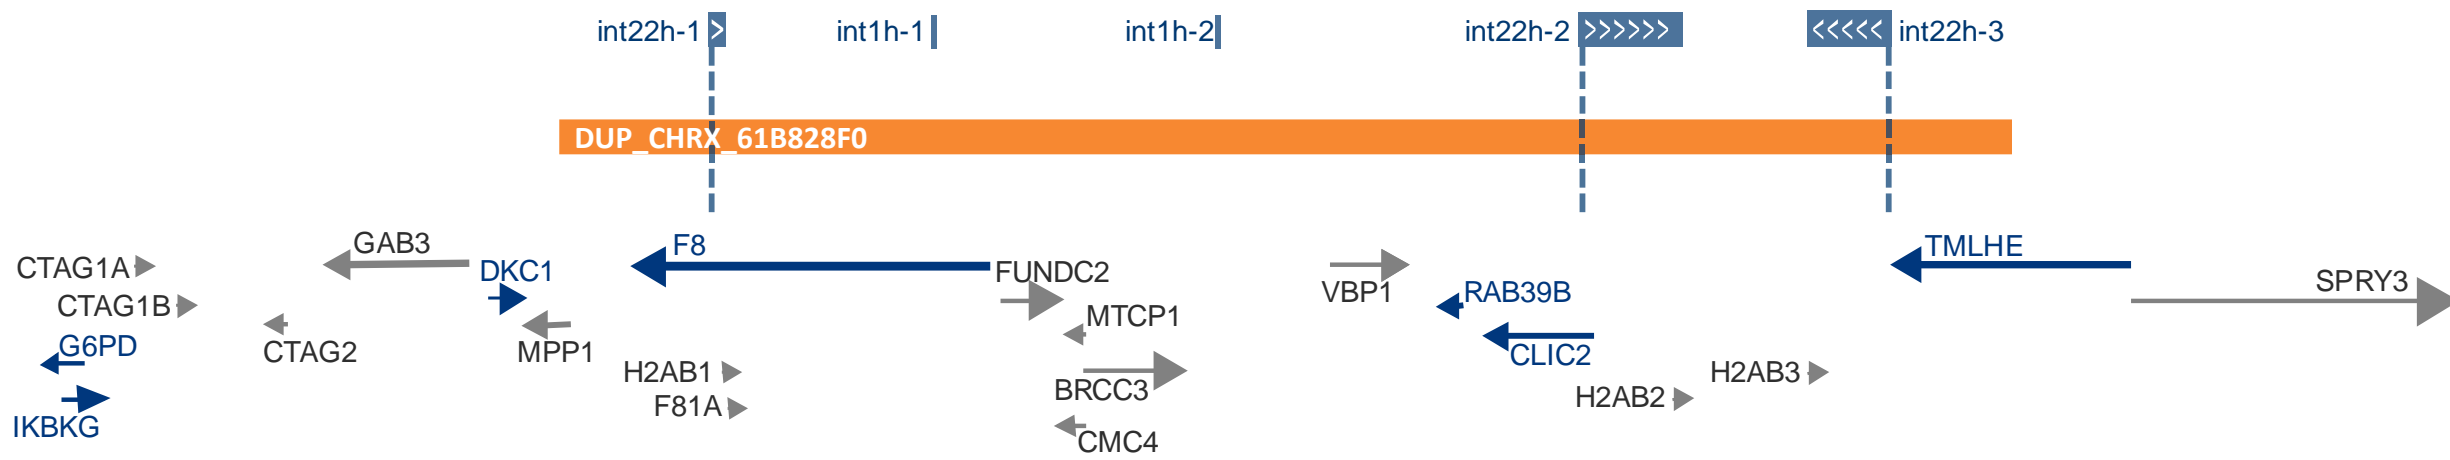 int22h-1 > int1h-1 int1h-2 int22h-2 >>>>>> <<<<< int22h-3
DUP_CHRX_61B828F0
GAB3 F8 TMLHE
CTAG1A DKC1 FUNDC2 SPRY3
CTAG1B VBP1 RAB39B
MTCP1
G6PD CTAG2 MPP1 CLIC2
H2AB1 H2AB3
BRCC3 H2AB2
F81A
IKBKG CMC4